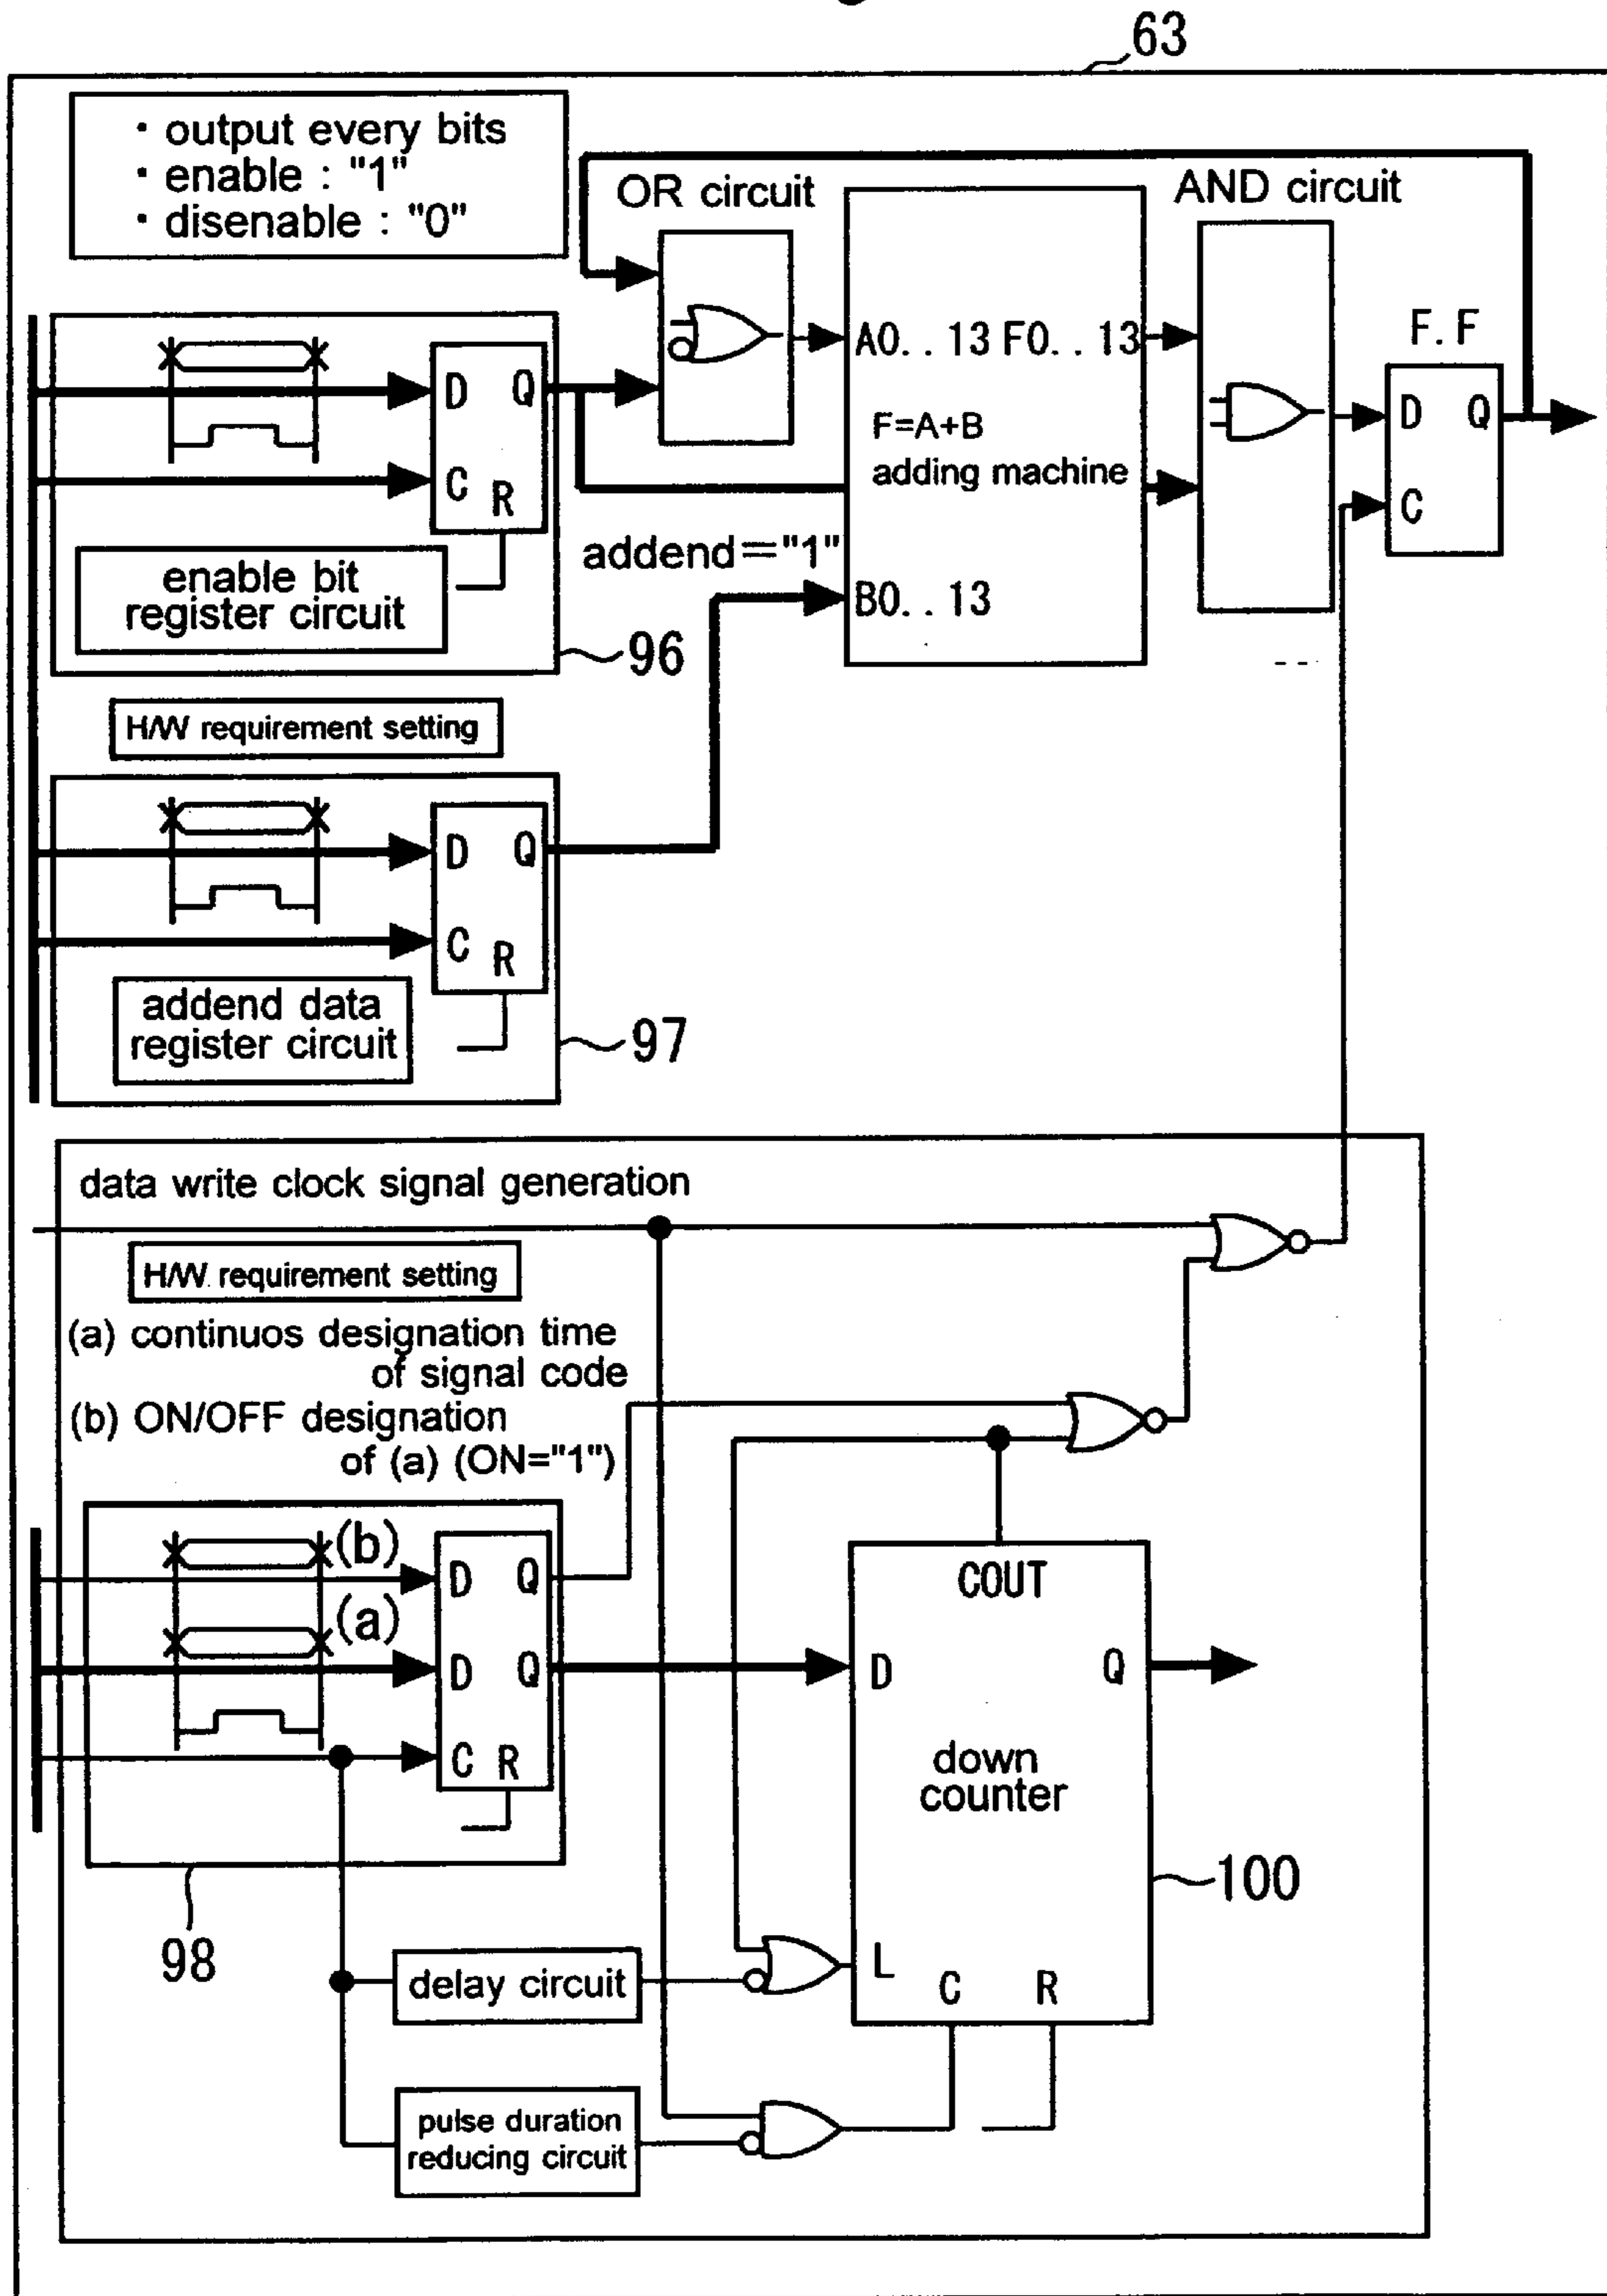 63
· output every bits
· enable : "1"
· disenable : "0"
OR circuit
AND circuit
A0. . 13 F0. . 13
F=A+B
adding machine
B0. . 13
F. F
D Q
C
D Q
C R
enable bit
register circuit
96
addend="1"
H/W requirement setting
D Q
C R
addend data
register circuit
97
data write clock signal generation
H/W requirement setting
(a) continuos designation time
of signal code
(b) ON/OFF designation
of (a) (ON="1")
(b)
D Q
(a)
D Q
C R
98
COUT
D Q
down
counter
100
L C R
delay circuit
pulse duration
reducing circuit